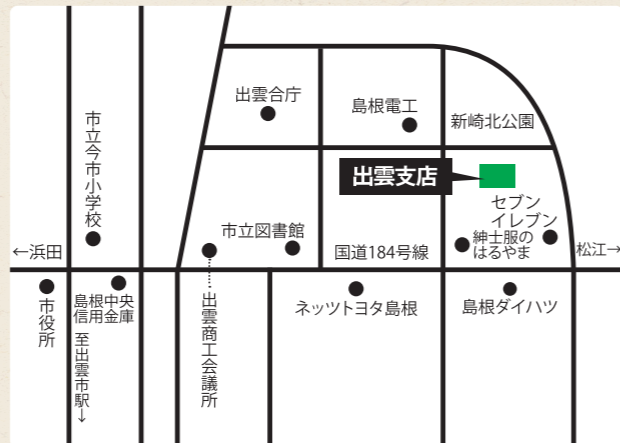 出雲合庁
島根電工
新崎北公園
市立今市小学校
出雲支店
セブン
イレブン
市立図書館
国道184号線
紳士服の
はるやま
←浜田
松江→
市役所
島根中央
信用金庫
至出雲市駅→
出雲商工会議所
ネッツトヨタ島根
島根ダイハツ